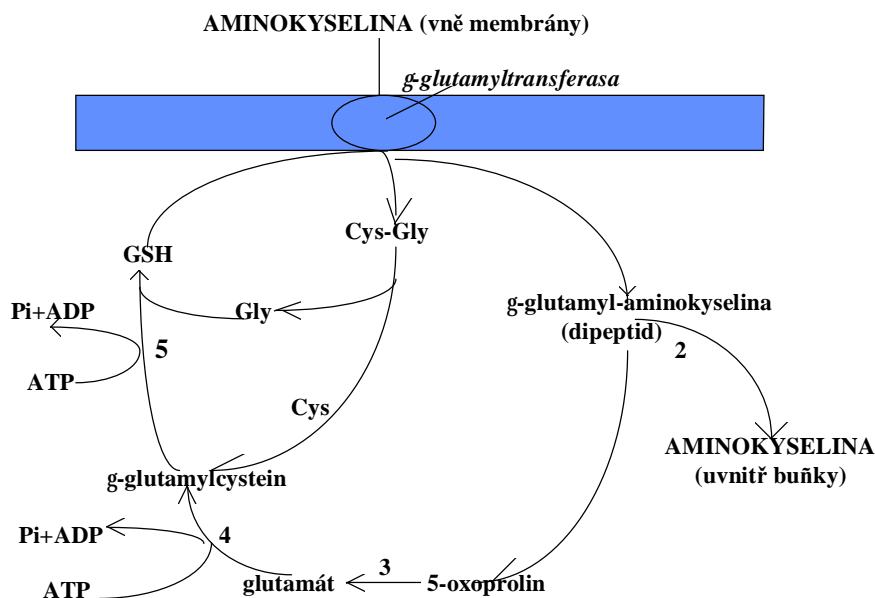 AMINOKYSELINA (vně membrány)
g-glutamyltransferasa
Cys-Gly
GSH
Pi+ADP
Gly
g-glutamyl-aminokyselina
(dipeptid)
5
2
ATP
Cys
AMINOKYSELINA
(uvnitř buňky)
g-glutamylcystein
Pi+ADP
4
3
glutamát
5-oxoprolin
ATP